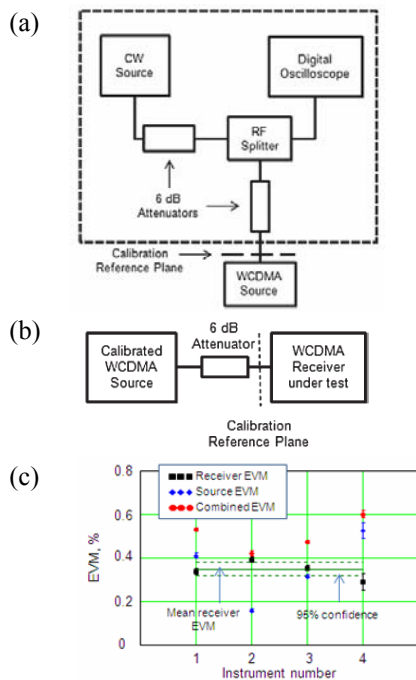 (a)
CW
Source
Digital
Oscilloscope
RF
Splitter
6 dB
Attenuators
Calibration
Reference Plane
WCDMA
Source
(b)
6 dB
Attenuator
Calibrated
WCDMA
Source
WCDMA
Receiver
under test
Calibration
Reference Plane
(c)
Receiver EVM
Source EVM
Combined EVM
EVM, %
0.8
0.6
0.4
0.2
0
Mean receiver
EVM
95% confidence
1 2 3 4
Instrument number